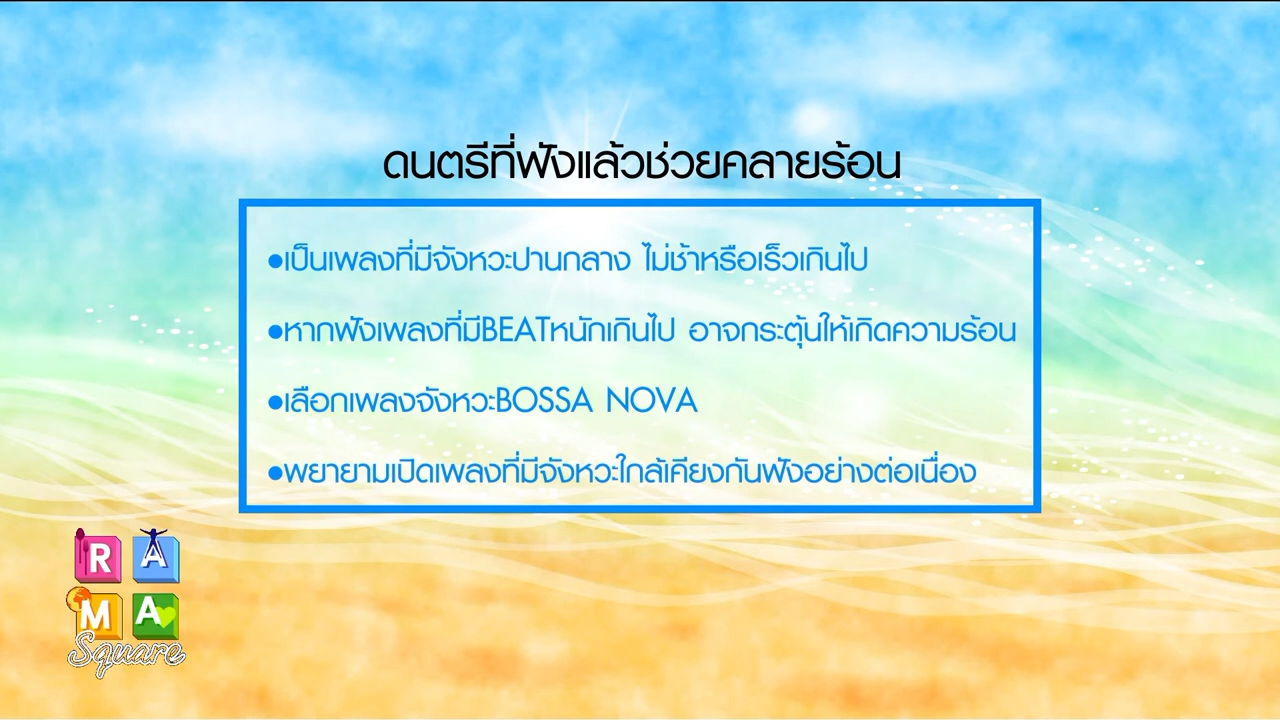 ดนตรีที่ฟังแล้วช่วยคลายร้อน
•เป็นเพลงที่มีจังหวะปานกลาง ไม่ช้าหรือเร็วเกินไป
•หากฟังเพลงที่มีBEATหนักเกินไป อาจกระตุ้นให้เกิดความร้อน
•เลือกเพลงจังหวะBOSSA NOVA
•พยายามเปิดเพลงที่มีจังหวะใกล้เคียงกันฟังอย่างต่อเนื่อง
RA
MA
Square